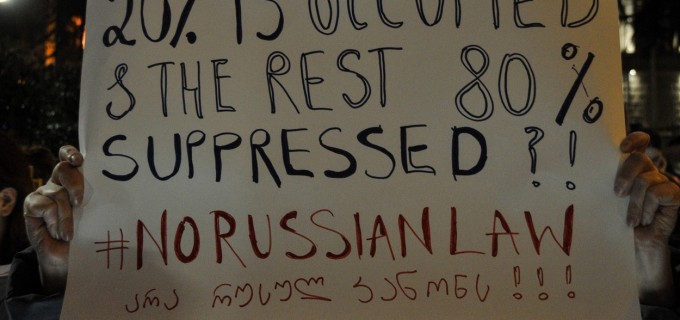 20% IS OCCUPIED
& THE REST 80%
SUPPRESSED ?!
#NORUSSIANLAW
არა რუსულ კანონს !!!